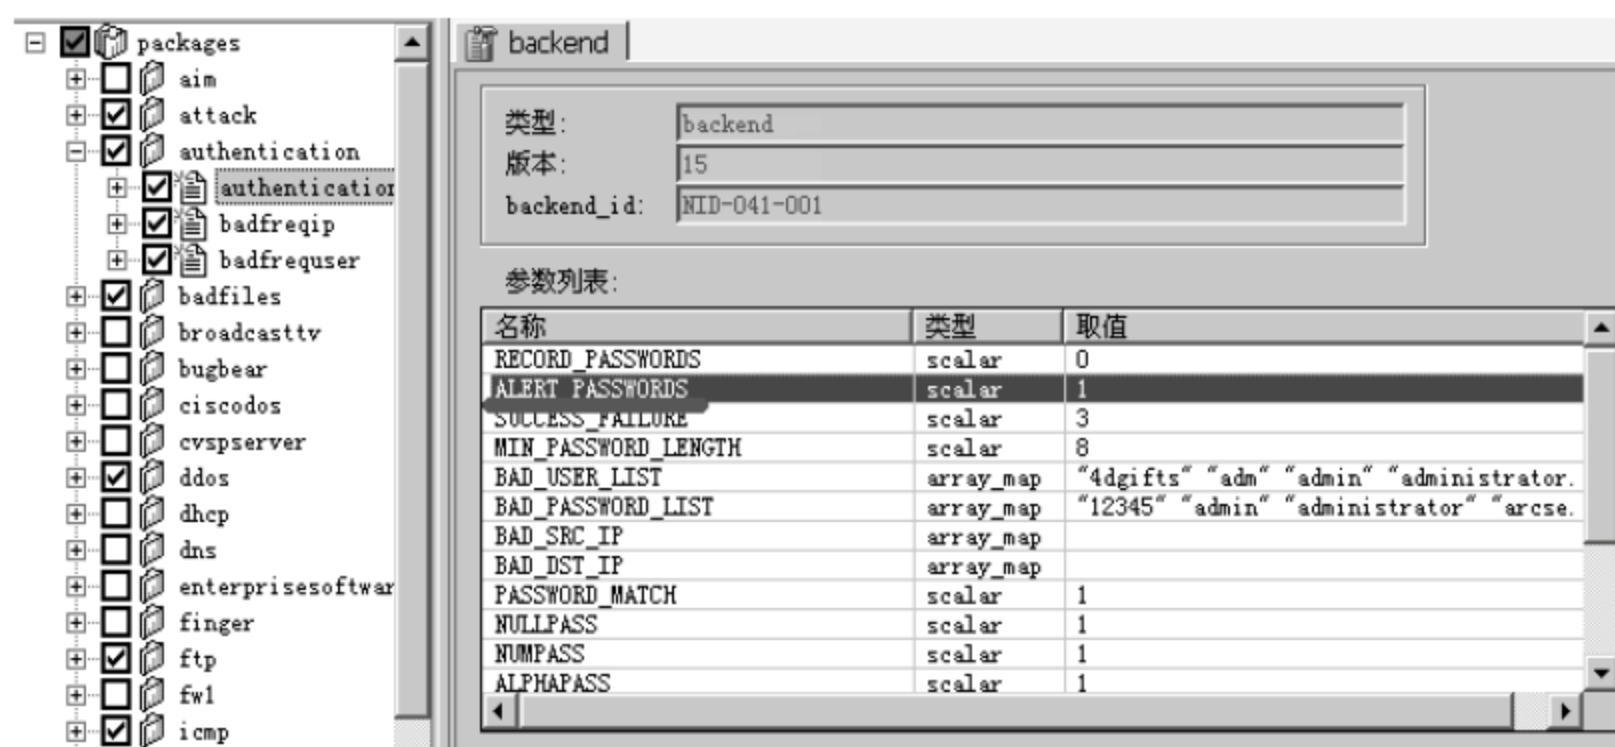 packages
aim
attack
authentication
authentication
badfreqip
badfrequser
badfiles
broadcasttv
bugbear
ciscodos
cvspserver
ddos
dhcp
dns
enterprisesoftwar
finger
ftp
fw1
icmp
backend
类型: backend
版本: 15
backend_id: NID-041-001
参数列表:
名称 类型 取值
RECORD_PASSWORDS scalar 0
ALERT_PASSWORDS scalar 1
SUCCESS_FAILURE scalar 3
MIN_PASSWORD_LENGTH scalar 8
BAD_USER_LIST array_map "4dgifts" "adm" "admin" "administrator.
BAD_PASSWORD_LIST array_map "12345" "admin" "administrator" "arcse.
BAD_SRC_IP array_map
BAD_DST_IP array_map
PASSWORD_MATCH scalar 1
NULLPASS scalar 1
NUMPASS scalar 1
ALPHAPASS scalar 1